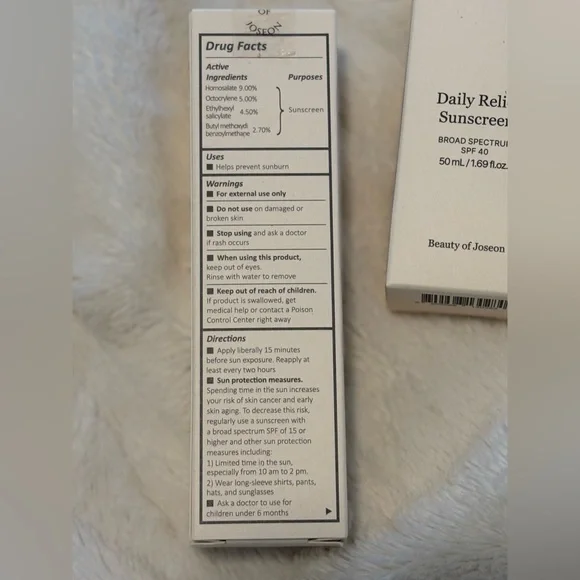 OF
JOSEON
Drug Facts
Active
Ingredients Purposes
Homosalate 9.00%
Octocrylene 5.00%
Ethylhexyl
salicylate 4.50%
Butyl methoxydi
benzoylmethane 2.70%
Sunscreen
Uses
■ Helps prevent sunburn
Warnings
■ For external use only
■ Do not use on damaged or
broken skin
■ Stop using and ask a doctor
if rash occurs
■ When using this product,
keep out of eyes.
Rinse with water to remove
■ Keep out of reach of children.
If product is swallowed, get
medical help or contact a Poison
Control Center right away
Directions
■ Apply liberally 15 minutes
before sun exposure. Reapply at
least every two hours
■ Sun protection measures.
Spending time in the sun increases
your risk of skin cancer and early
skin aging. To decrease this risk,
regularly use a sunscreen with
a broad spectrum SPF of 15 or
higher and other sun protection
measures including:
1) Limited time in the sun,
especially from 10 am to 2 pm.
2) Wear long-sleeve shirts, pants,
hats, and sunglasses
■ Ask a doctor to use for
children under 6 months
Daily Reli
Sunscreen
BROAD SPECTRU
SPF 40
50 mL / 1.69 fl.oz.
Beauty of Joseon